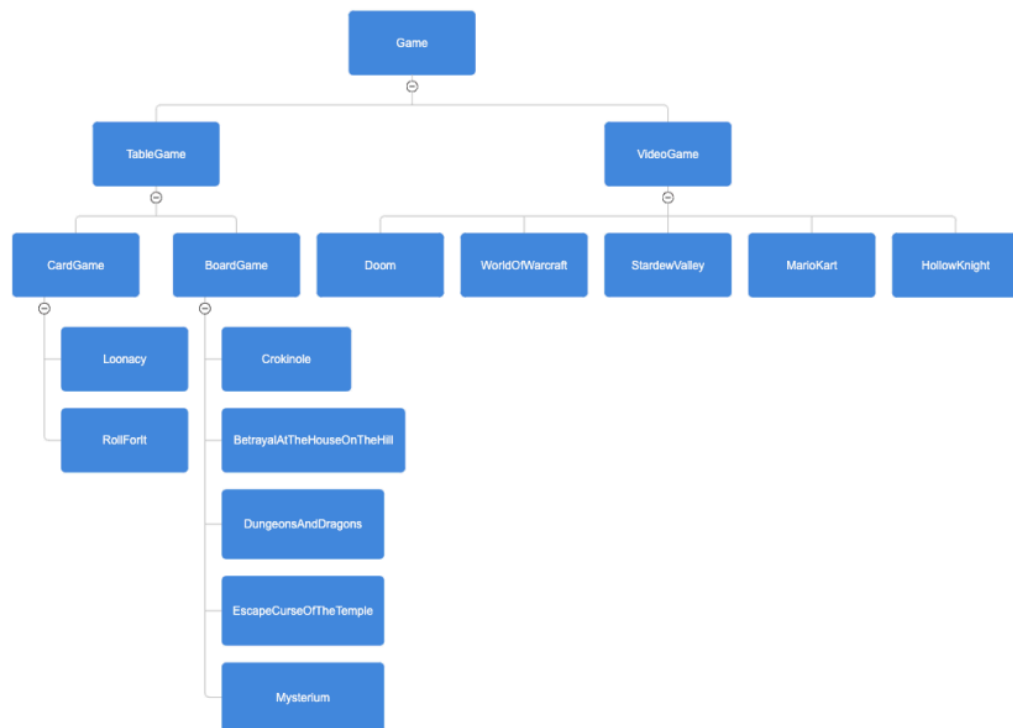 Game
TableGame
VideoGame
CardGame
BoardGame
Doom
WorldOfWarcraft
StardewValley
MarioKart
HollowKnight
Loonacy
Crokinole
RollForIt
BetrayalAtTheHouseOnTheHill
DungeonsAndDragons
EscapeCurseOfTheTemple
Mysterium